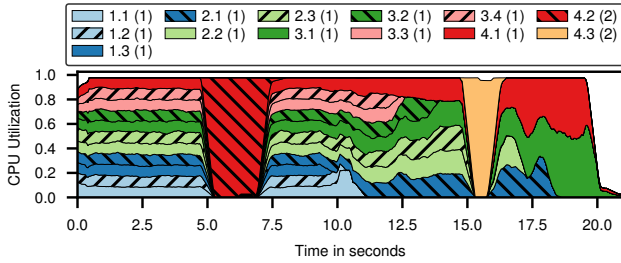 1.1 (1) 2.1 (1) 2.3 (1) 3.2 (1) 3.4 (1) 4.2 (2)
1.2 (1) 2.2 (1) 3.1 (1) 3.3 (1) 4.1 (1) 4.3 (2)
1.3 (1)
1.0
0.8
0.6
0.4
0.2
0.0
CPU Utilization
0.0 2.5 5.0 7.5 10.0 12.5 15.0 17.5 20.0
Time in seconds